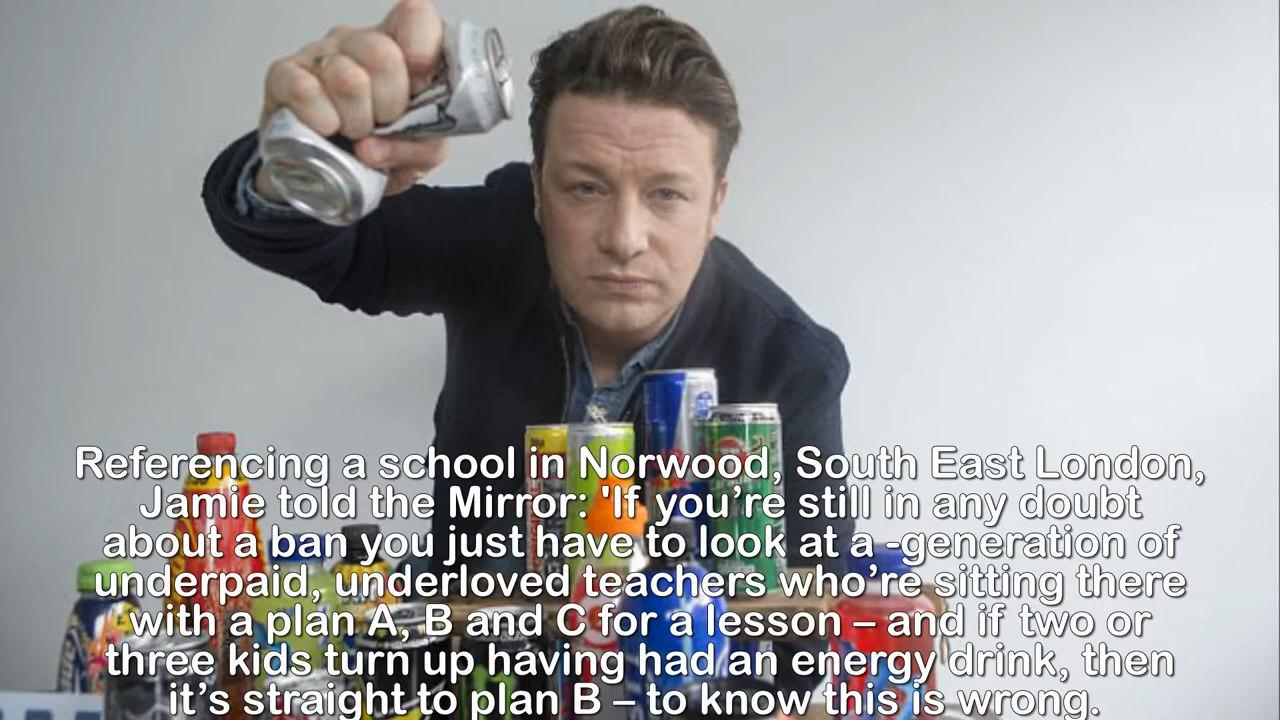 Referencing a school in Norwood, South East London,
Jamie told the Mirror: 'If you’re still in any doubt
about a ban you just have to look at a -generation of
underpaid, underloved teachers who’re sitting there
with a plan A, B and C for a lesson – and if two or
three kids turn up having had an energy drink, then
it’s straight to plan B – to know this is wrong.